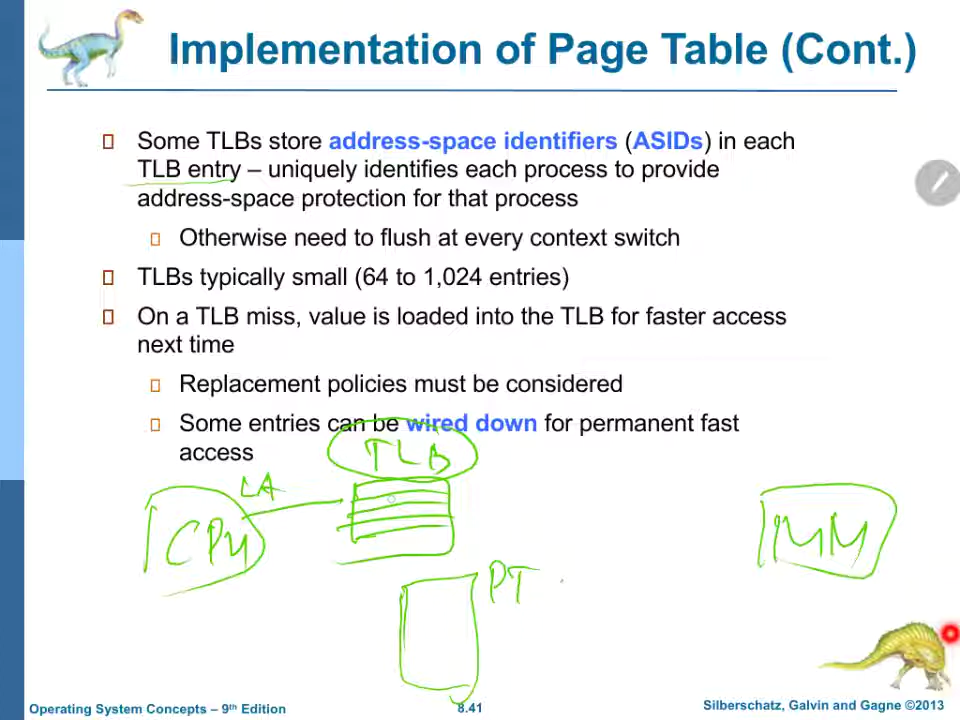 Implementation of Page Table (Cont.)
Some TLBs store address-space identifiers (ASIDs) in each
TLB entry – uniquely identifies each process to provide
address-space protection for that process
Otherwise need to flush at every context switch
TLBs typically small (64 to 1,024 entries)
On a TLB miss, value is loaded into the TLB for faster access
next time
Replacement policies must be considered
Some entries can be wired down for permanent fast
access
TLB
LA
CPU
MM
PT
Operating System Concepts – 9th Edition
8.41
Silberschatz, Galvin and Gagne ©2013